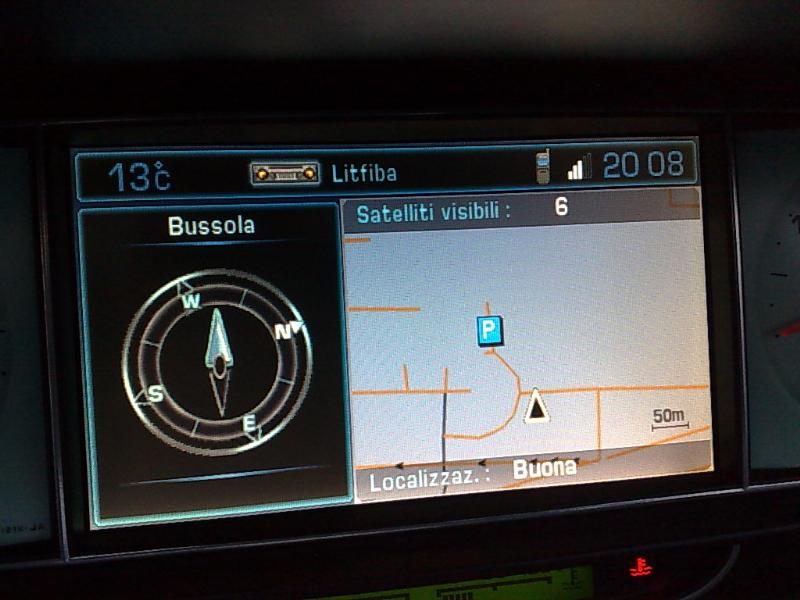 13°C
Litfiba
20 08
Bussola
W
N
S
E
Satelliti visibili : 6
P
50m
Localizzaz. : Buona